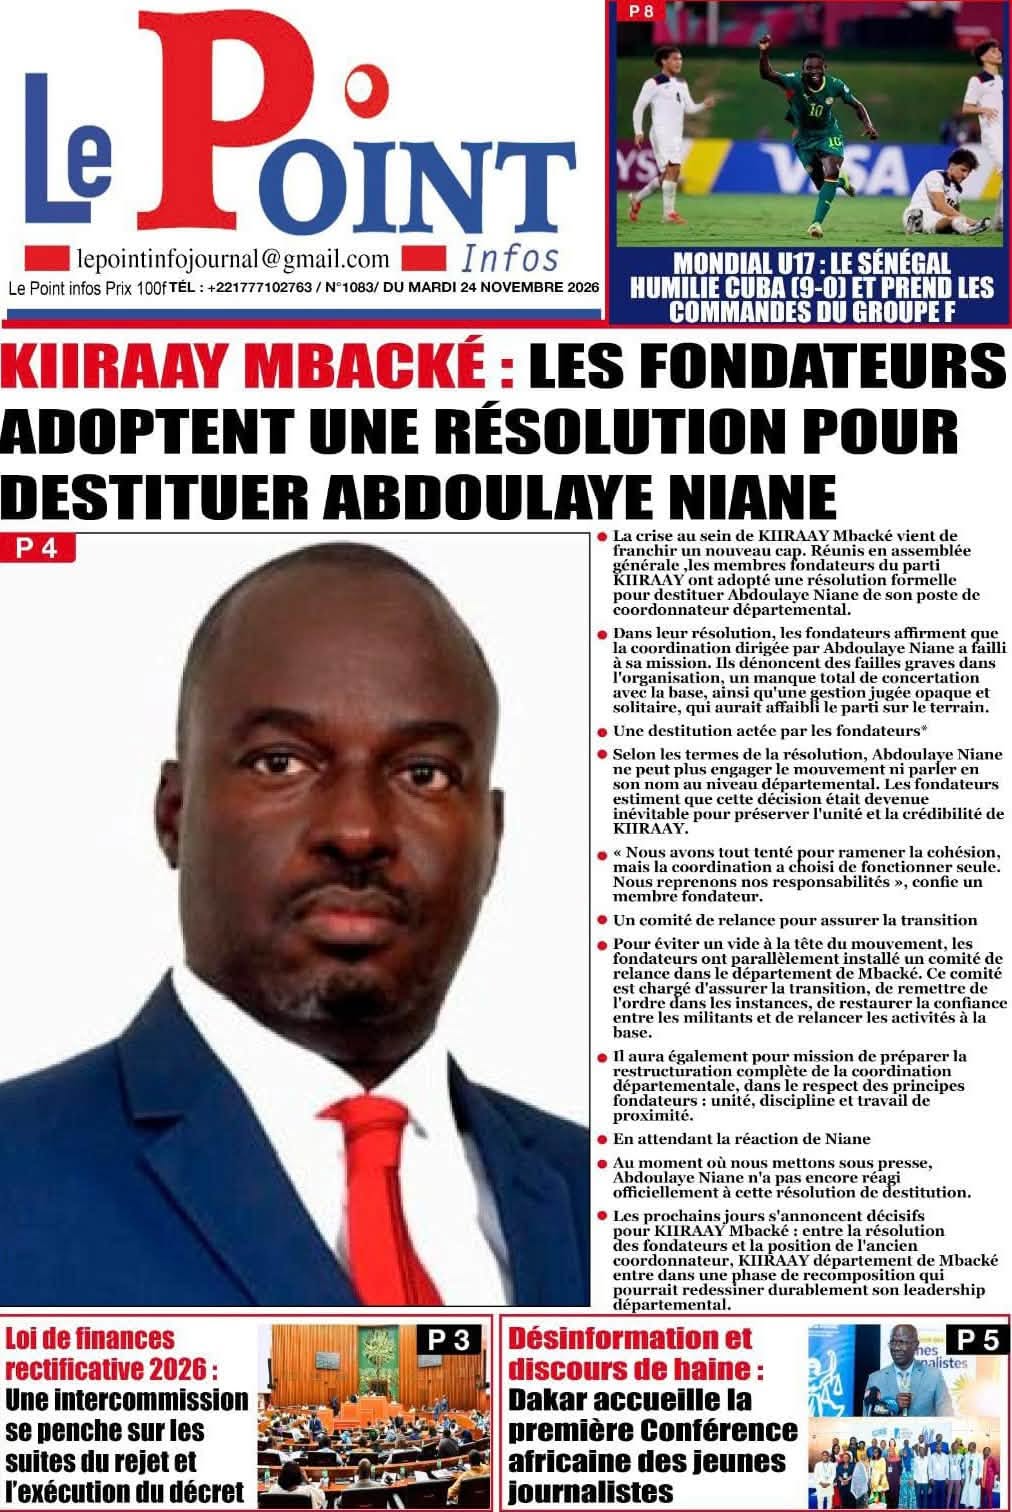 Le Point
Infos
lepointinfojournal@gmail.com
Le Point infos Prix 100f TÉL : +221777102763 / N°1083/ DU MARDI 24 NOVEMBRE 2026
P 8
VISA
10
10
MONDIAL U17 : LE SÉNÉGAL
HUMILIE CUBA (9-0) ET PREND LES
COMMANDES DU GROUPE F
KIIRAAY MBACKÉ : LES FONDATEURS
ADOPTENT UNE RÉSOLUTION POUR
DESTITUER ABDOULAYE NIANE
P 4
La crise au sein de KIIRAAY Mbacké vient de
franchir un nouveau cap. Réunis en assemblée
générale ,les membres fondateurs du parti
KIIRAAY ont adopté une résolution formelle
pour destituer Abdoulaye Niane de son poste de
coordonnateur départemental.
Dans leur résolution, les fondateurs affirment que
la coordination dirigée par Abdoulaye Niane a failli
à sa mission. Ils dénoncent des failles graves dans
l'organisation, un manque total de concertation
avec la base, ainsi qu'une gestion jugée opaque et
solitaire, qui aurait affaibli le parti sur le terrain.
Une destitution actée par les fondateurs*
Selon les termes de la résolution, Abdoulaye Niane
ne peut plus engager le mouvement ni parler en
son nom au niveau départemental. Les fondateurs
estiment que cette décision était devenue
inévitable pour préserver l'unité et la crédibilité de
KIIRAAY.
« Nous avons tout tenté pour ramener la cohésion,
mais la coordination a choisi de fonctionner seule.
Nous reprenons nos responsabilités », confie un
membre fondateur.
Un comité de relance pour assurer la transition
Pour éviter un vide à la tête du mouvement, les
fondateurs ont parallèlement installé un comité de
relance dans le département de Mbacké. Ce comité
est chargé d'assurer la transition, de remettre de
l'ordre dans les instances, de restaurer la confiance
entre les militants et de relancer les activités à la
base.
Il aura également pour mission de préparer la
restructuration complète de la coordination
départementale, dans le respect des principes
fondateurs : unité, discipline et travail de
proximité.
En attendant la réaction de Niane
Au moment où nous mettons sous presse,
Abdoulaye Niane n'a pas encore réagi
officiellement à cette résolution de destitution.
Les prochains jours s'annoncent décisifs
pour KIIRAAY Mbacké : entre la résolution
des fondateurs et la position de l'ancien
coordonnateur, KIIRAAY département de Mbacké
entre dans une phase de recomposition qui
pourrait redessiner durablement son leadership
départemental.
Loi de finances
rectificative 2026 :
Une intercommission
se penche sur les
suites du rejet et
l'exécution du décret
P 3
Désinformation et
discours de haine :
Dakar accueille la
première Conférence
africaine des jeunes
journalistes
P 5
nes
nalistes